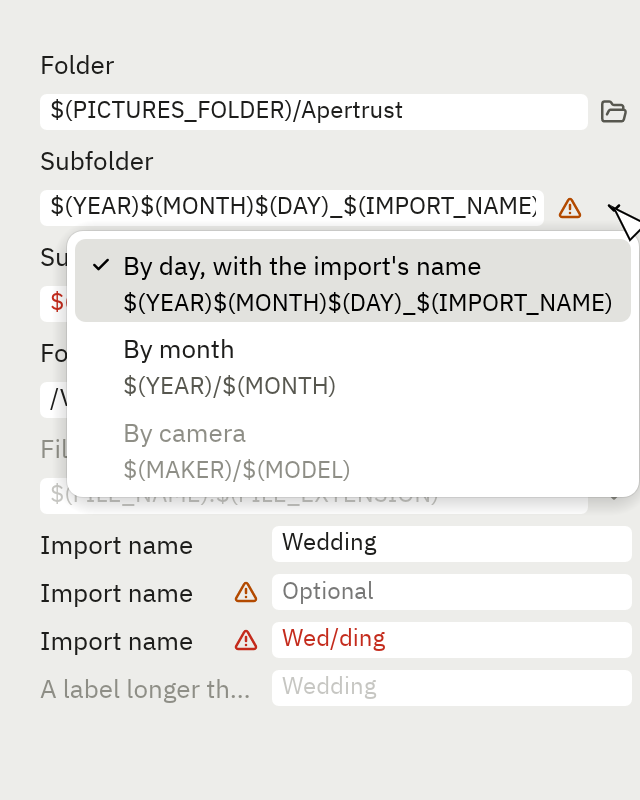 Folder
$(PICTURES_FOLDER)/Apertrust
Subfolder
$(YEAR)$(MONTH)$(DAY)_$(IMPORT_NAME)
By day, with the import's name
$(YEAR)$(MONTH)$(DAY)_$(IMPORT_NAME)
By month
$(YEAR)/$(MONTH)
By camera
$(MAKER)/$(MODEL)
$(FILE_NAME).$(FILE_EXTENSION)
Import name
Wedding
Import name
Optional
Import name
Wed/ding
A label longer th...
Wedding